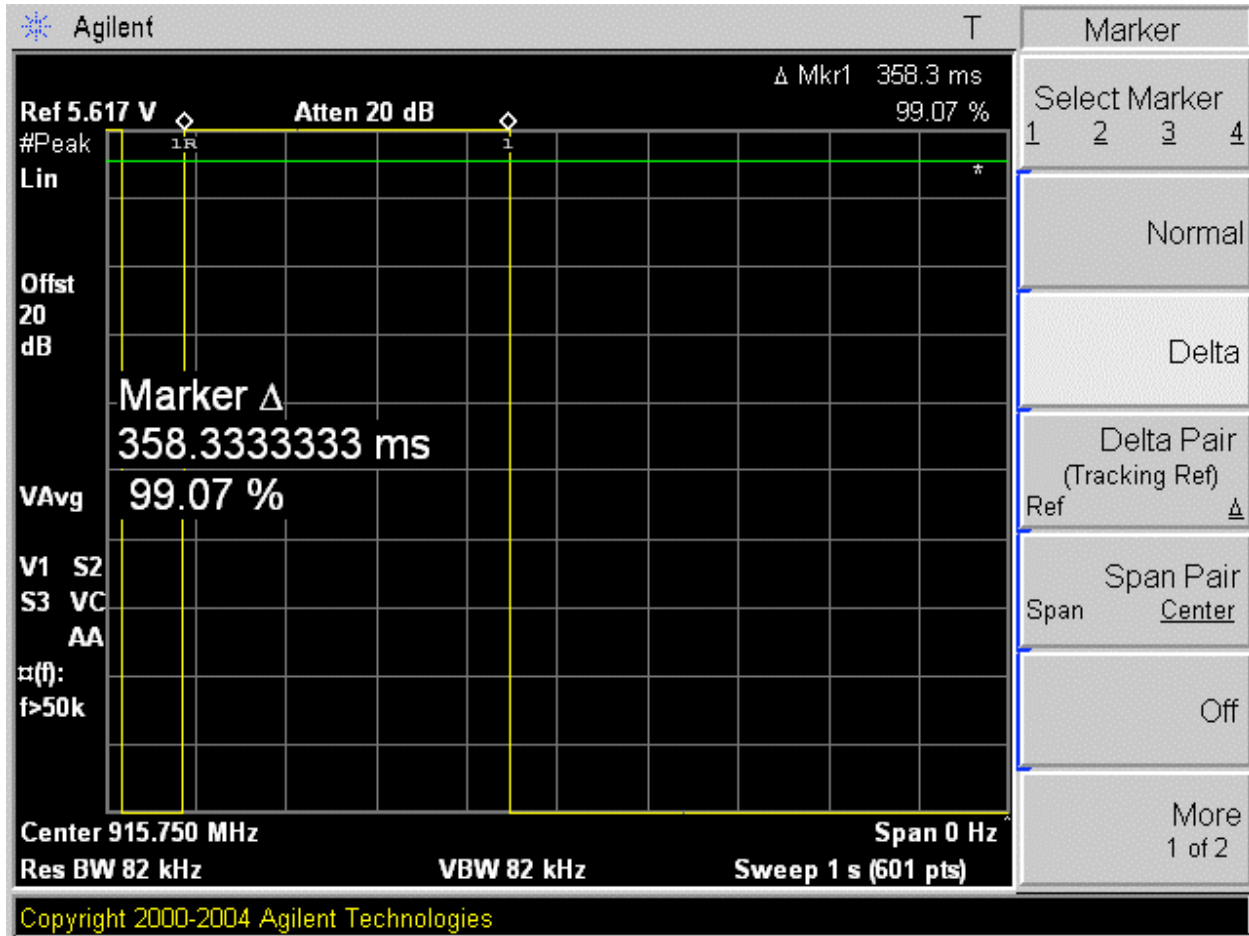 Agilent T
Δ Mkr1 358.3 ms
Ref 5.617 V Atten 20 dB 99.07 %
#Peak
1R 1
Lin
*
Offst
20
dB
Marker Δ
358.3333333 ms
99.07 %
VAvg
V1 S2
S3 VC
AA
¤(f):
f>50k
Center 915.750 MHz Span 0 Hz
Res BW 82 kHz VBW 82 kHz Sweep 1 s (601 pts)
Copyright 2000-2004 Agilent Technologies
Marker
Select Marker
1 2 3 4
Normal
Delta
Delta Pair
(Tracking Ref)
Ref Δ
Span Pair
Span Center
Off
More
1 of 2